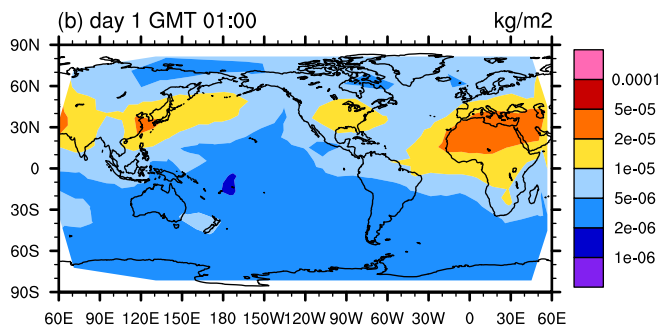 (b) day 1 GMT 01:00 kg/m2
90N
60N
30N
0
30S
60S
90S
60E 90E 120E 150E 180 150W 120W 90W 60W 30W 0 30E 60E
0.0001
5e-05
2e-05
1e-05
5e-06
2e-06
1e-06